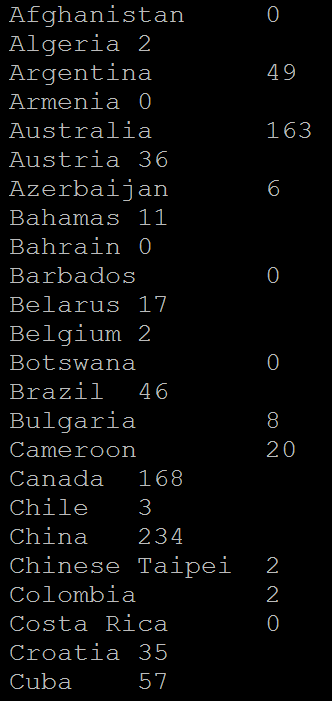 Afghanistan 0
Algeria 2
Argentina 49
Armenia 0
Australia 163
Austria 36
Azerbaijan 6
Bahamas 11
Bahrain 0
Barbados 0
Belarus 17
Belgium 2
Botswana 0
Brazil 46
Bulgaria 8
Cameroon 20
Canada 168
Chile 3
China 234
Chinese Taipei 2
Colombia 2
Costa Rica 0
Croatia 35
Cuba 57